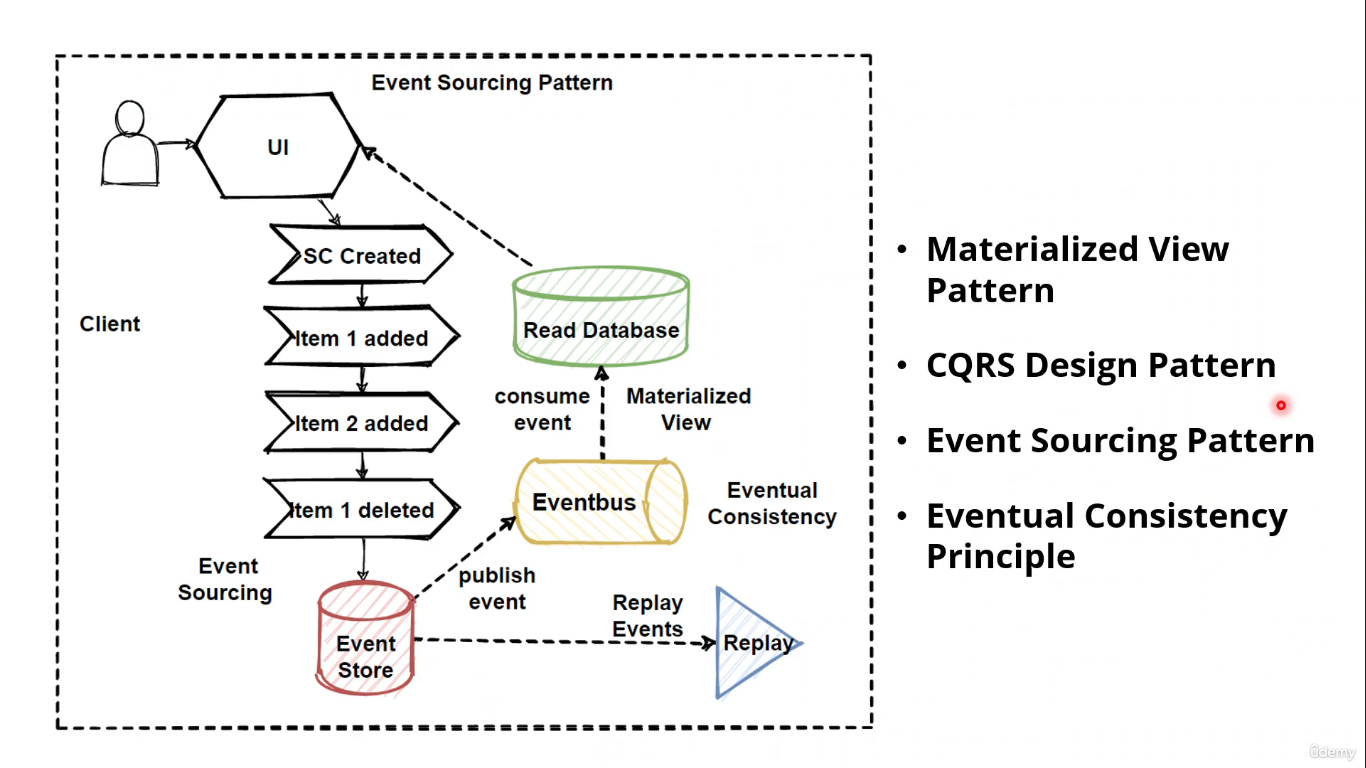 Event Sourcing Pattern
UI
SC Created
Client
Item 1 added
Read Database
consume
event
Materialized
View
Item 2 added
Item 1 deleted
Eventbus
Eventual
Consistency
Event
Sourcing
publish
event
Event
Store
Replay
Events
Replay
• Materialized View
Pattern
• CQRS Design Pattern
• Event Sourcing Pattern
• Eventual Consistency
Principle
ûdemy